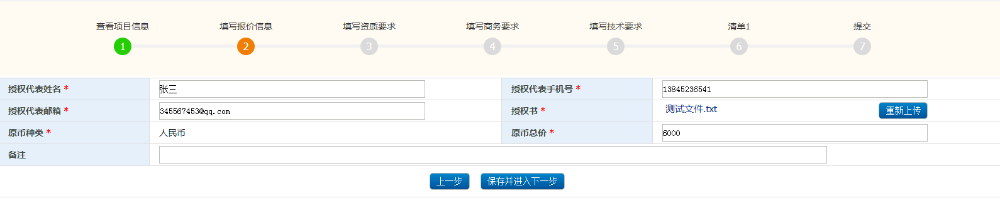 查看项目信息 填写报价信息 填写资质要求 填写商务要求 填写技术要求 清单1 提交
1 2 3 4 5 6 7
授权代表姓名 * 张三 授权代表手机号 * 13845236541
授权代表邮箱 * 345567453@qq.com 授权书 * 测试文件.txt 重新上传
原币种类 * 人民币 原币总价 * 6000
备注
上一步 保存并进入下一步